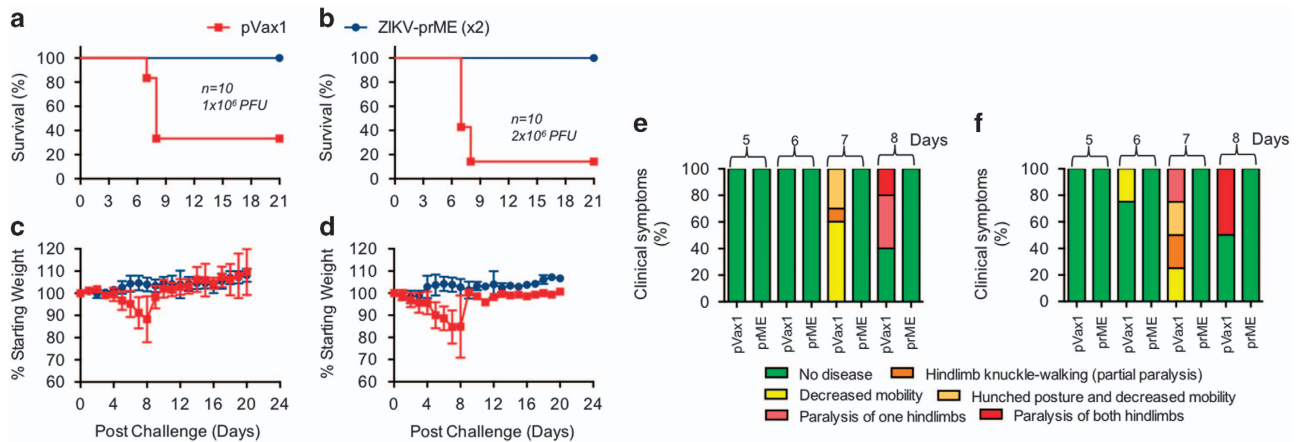 a
b
pVax1
ZIKV-prME (x2)
Survival (%)
100
80
60
40
20
0
n=10
1x10⁶ PFU
0 3 6 9 12 15 18 21
Survival (%)
100
80
60
40
20
0
n=10
2x10⁶ PFU
0 3 6 9 12 15 18 21
c
% Starting Weight
120
110
100
90
80
70
60
0 4 8 12 16 20 24
Post Challenge (Days)
d
% Starting Weight
120
110
100
90
80
70
60
0 4 8 12 16 20 24
Post Challenge (Days)
e
5 6 7 8 Days
Clinical symptoms
(%)
100
80
60
40
20
0
pVax1 prME pVax1 prME pVax1 prME pVax1 prME
f
5 6 7 8 Days
Clinical symptoms
(%)
100
80
60
40
20
0
pVax1 prME pVax1 prME pVax1 prME pVax1 prME
No disease
Hindlimb knuckle-walking (partial paralysis)
Decreased mobility
Hunched posture and decreased mobility
Paralysis of one hindlimbs
Paralysis of both hindlimbs